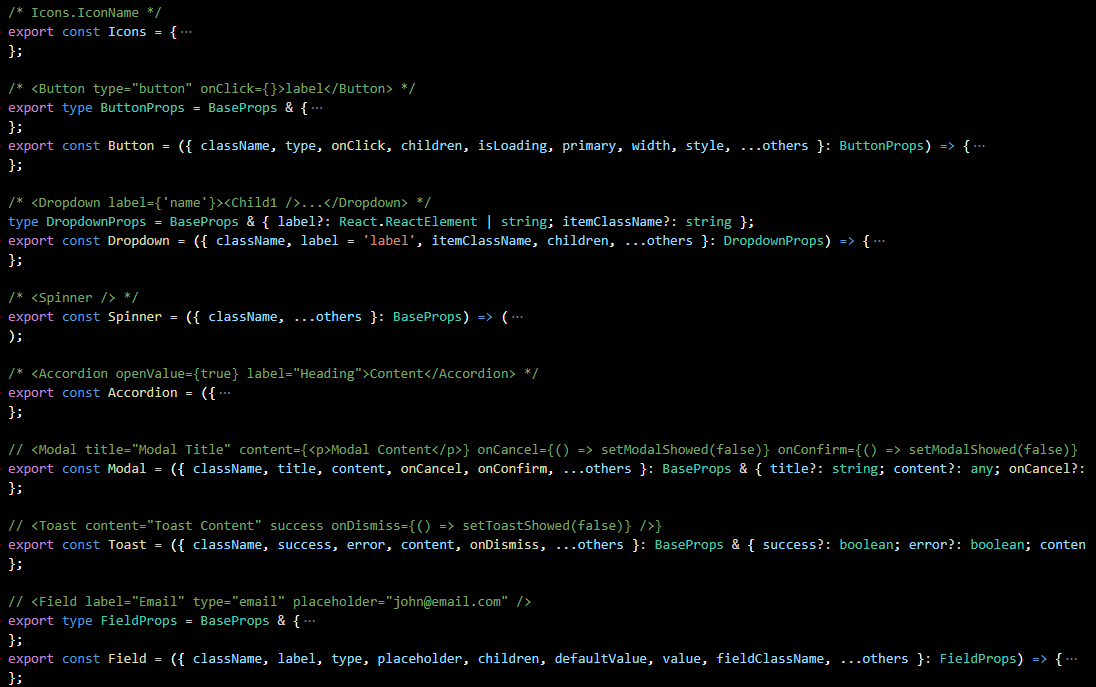 /* Icons.IconName */
export const Icons = {···
};
/* <Button type="button" onClick={}>label</Button> */
export type ButtonProps = BaseProps & {···
};
export const Button = ({ className, type, onClick, children, isLoading, primary, width, style, ...others }: ButtonProps) => {···
};
/* <Dropdown label={'name'}><Child1 />...</Dropdown> */
type DropdownProps = BaseProps & { label?: React.ReactElement | string; itemClassName?: string };
export const Dropdown = ({ className, label = 'label', itemClassName, children, ...others }: DropdownProps) => {···
};
/* <Spinner /> */
export const Spinner = ({ className, ...others }: BaseProps) => (···
);
/* <Accordion openValue={true} label="Heading">Content</Accordion> */
export const Accordion = ({···
};
// <Modal title="Modal Title" content={<p>Modal Content</p>} onCancel={() => setModalShowed(false)} onConfirm={() => setModalShowed(false)}
export const Modal = ({ className, title, content, onCancel, onConfirm, ...others }: BaseProps & { title?: string; content?: any; onCancel?:
};
// <Toast content="Toast Content" success onDismiss={() => setToastShowed(false)} />}
export const Toast = ({ className, success, error, content, onDismiss, ...others }: BaseProps & { success?: boolean; error?: boolean; conten
};
// <Field label="Email" type="email" placeholder="john@email.com" />
export type FieldProps = BaseProps & {···
};
export const Field = ({ className, label, type, placeholder, children, defaultValue, value, fieldClassName, ...others }: FieldProps) => {···
};